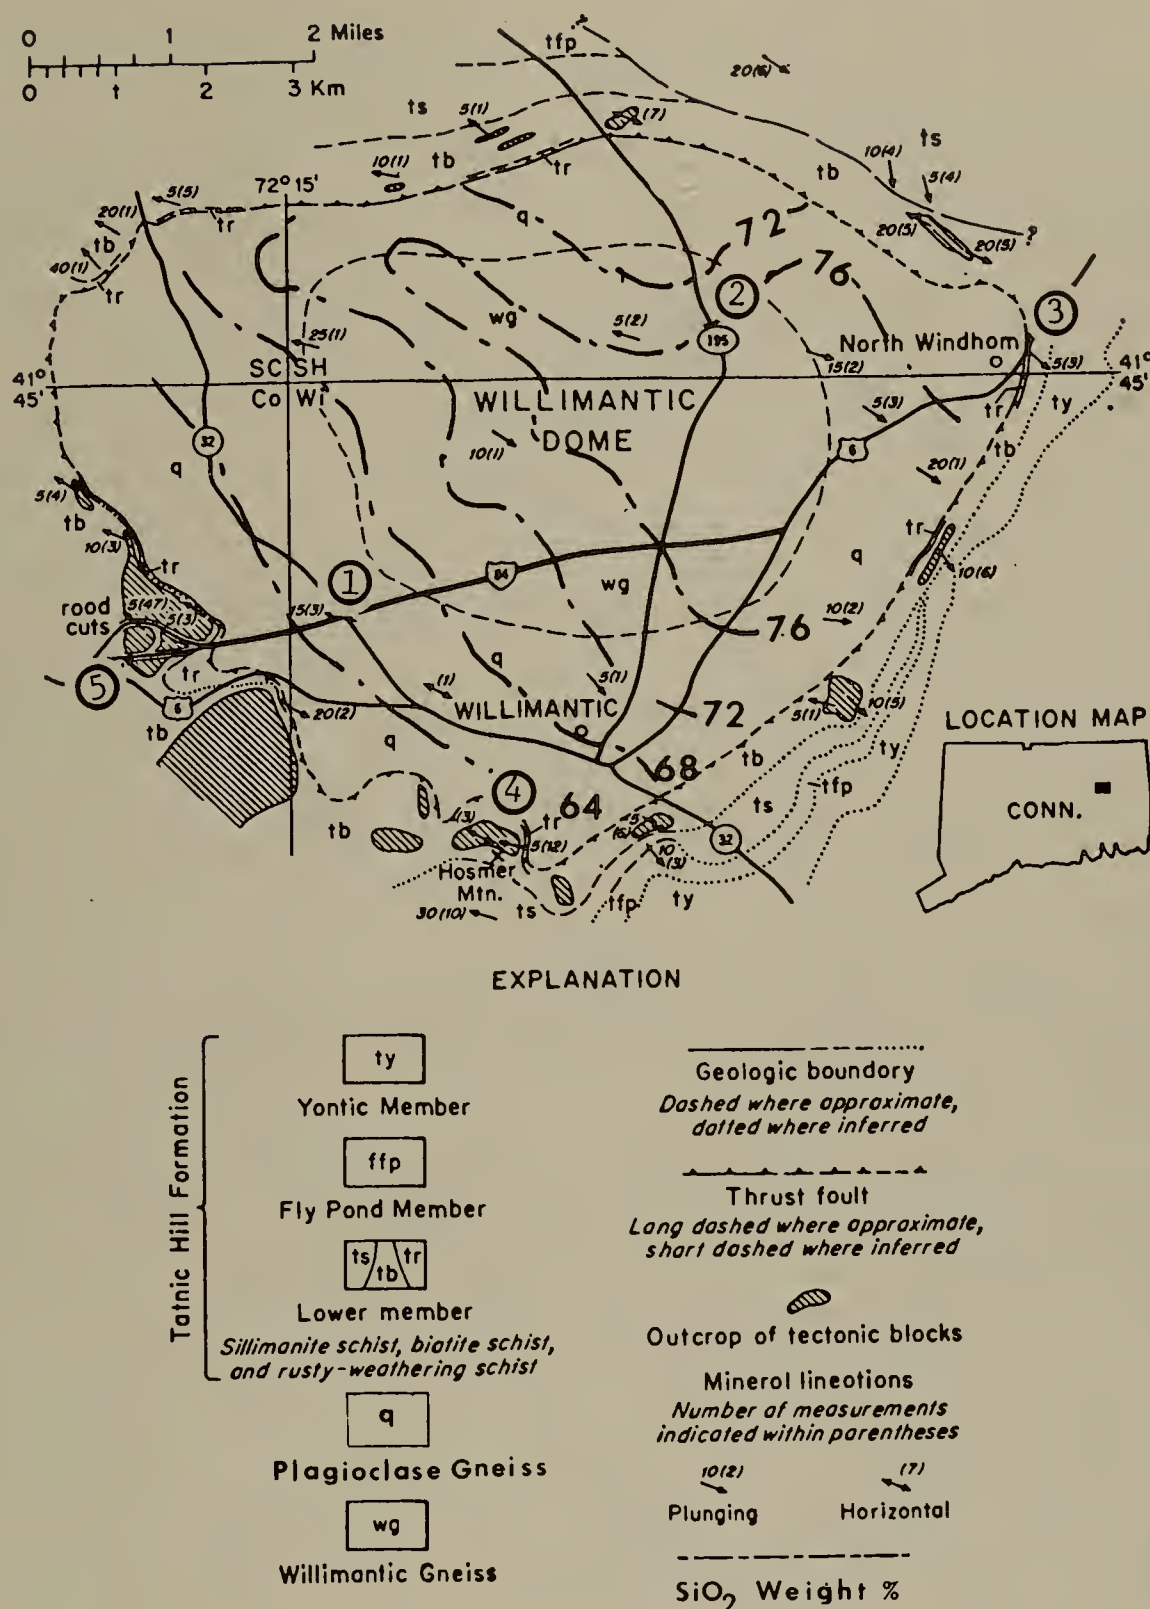 0 1 2 Miles
0 1 2 3 Km
?
tfp
20(6)
ts
5(1)
(7)
ts
tb
10(1)
tr
tb
10(4)
5(4)
72° 15'
5(5)
20(1)
tr
q
72
20(5)
20(5)
?
tb
40(1)
tr
76
2
3
wg
5(2)
195
North Windhom
25(1)
SC SH
15(2)
5(3)
41°
45'
41°
45'
Co Wi
WILLIMANTIC
DOME
5(3)
tr
ty
32
q
10(1)
6
tb
20(1)
5(4)
tb
10(3)
tr
q
tr
1
84
wg
10(6)
rood
cuts
5(47)
5(3)
15(3)
76
10(2)
5
tr
q
5(1)
(1)
6
20(2)
WILLIMANTIC
72
5(1)
10(5)
tb
q
tb
ty
68
LOCATION MAP
4
64
ts
tfp
CONN.
tb
(3)
tr
5
(6)
32
5(12)
10
(3)
Hosmer
Mtn.
30(10)
ts
tfp
ty
EXPLANATION
Tatnic Hill Formation
ty
Yontic Member
ffp
Fly Pond Member
ts tb tr
Lower member
Sillimanite schist, biotite schist,
and rusty-weathering schist
q
Plagioclase Gneiss
wg
Willimantic Gneiss
Geologic boundary
Dashed where approximate,
dotted where inferred
Thrust foult
Lang dashed where approximate,
short dashed where inferred
Outcrop of tectonic blocks
Minerol lineotions
Number of measurements
indicated within parentheses
10(2)
(7)
Plunging
Horizontal
SiO₂ Weight %